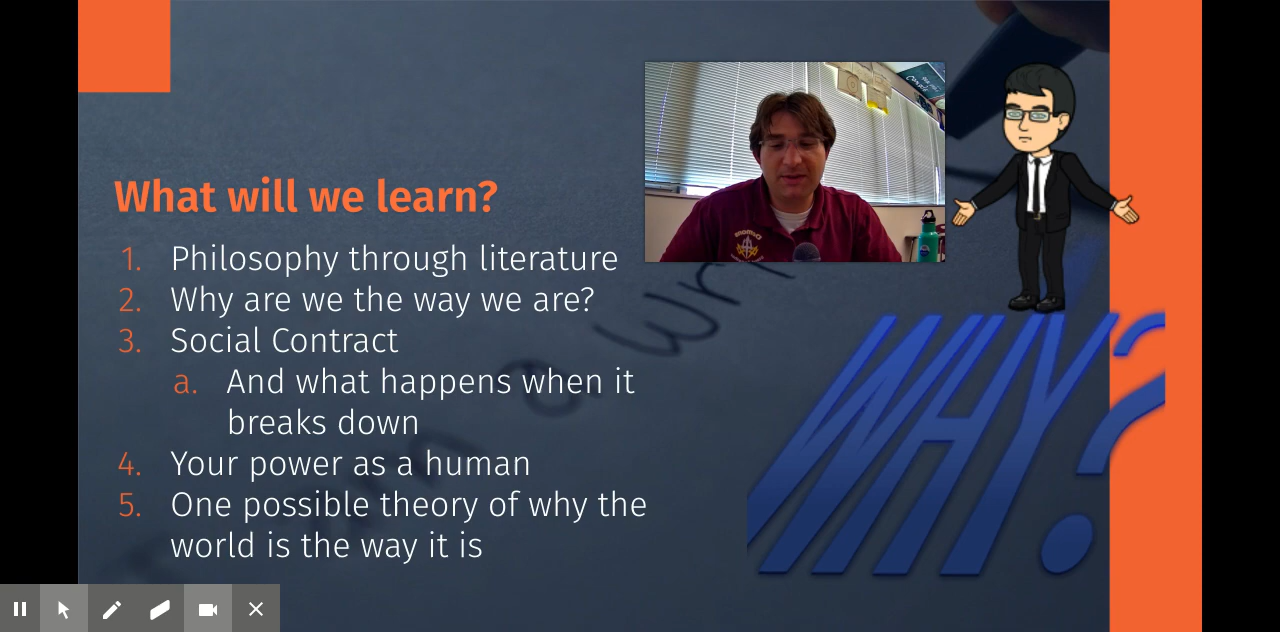 What will we learn?
1. Philosophy through literature
2. Why are we the way we are?
3. Social Contract
a. And what happens when it
breaks down
4. Your power as a human
5. One possible theory of why the
world is the way it is
WHY?